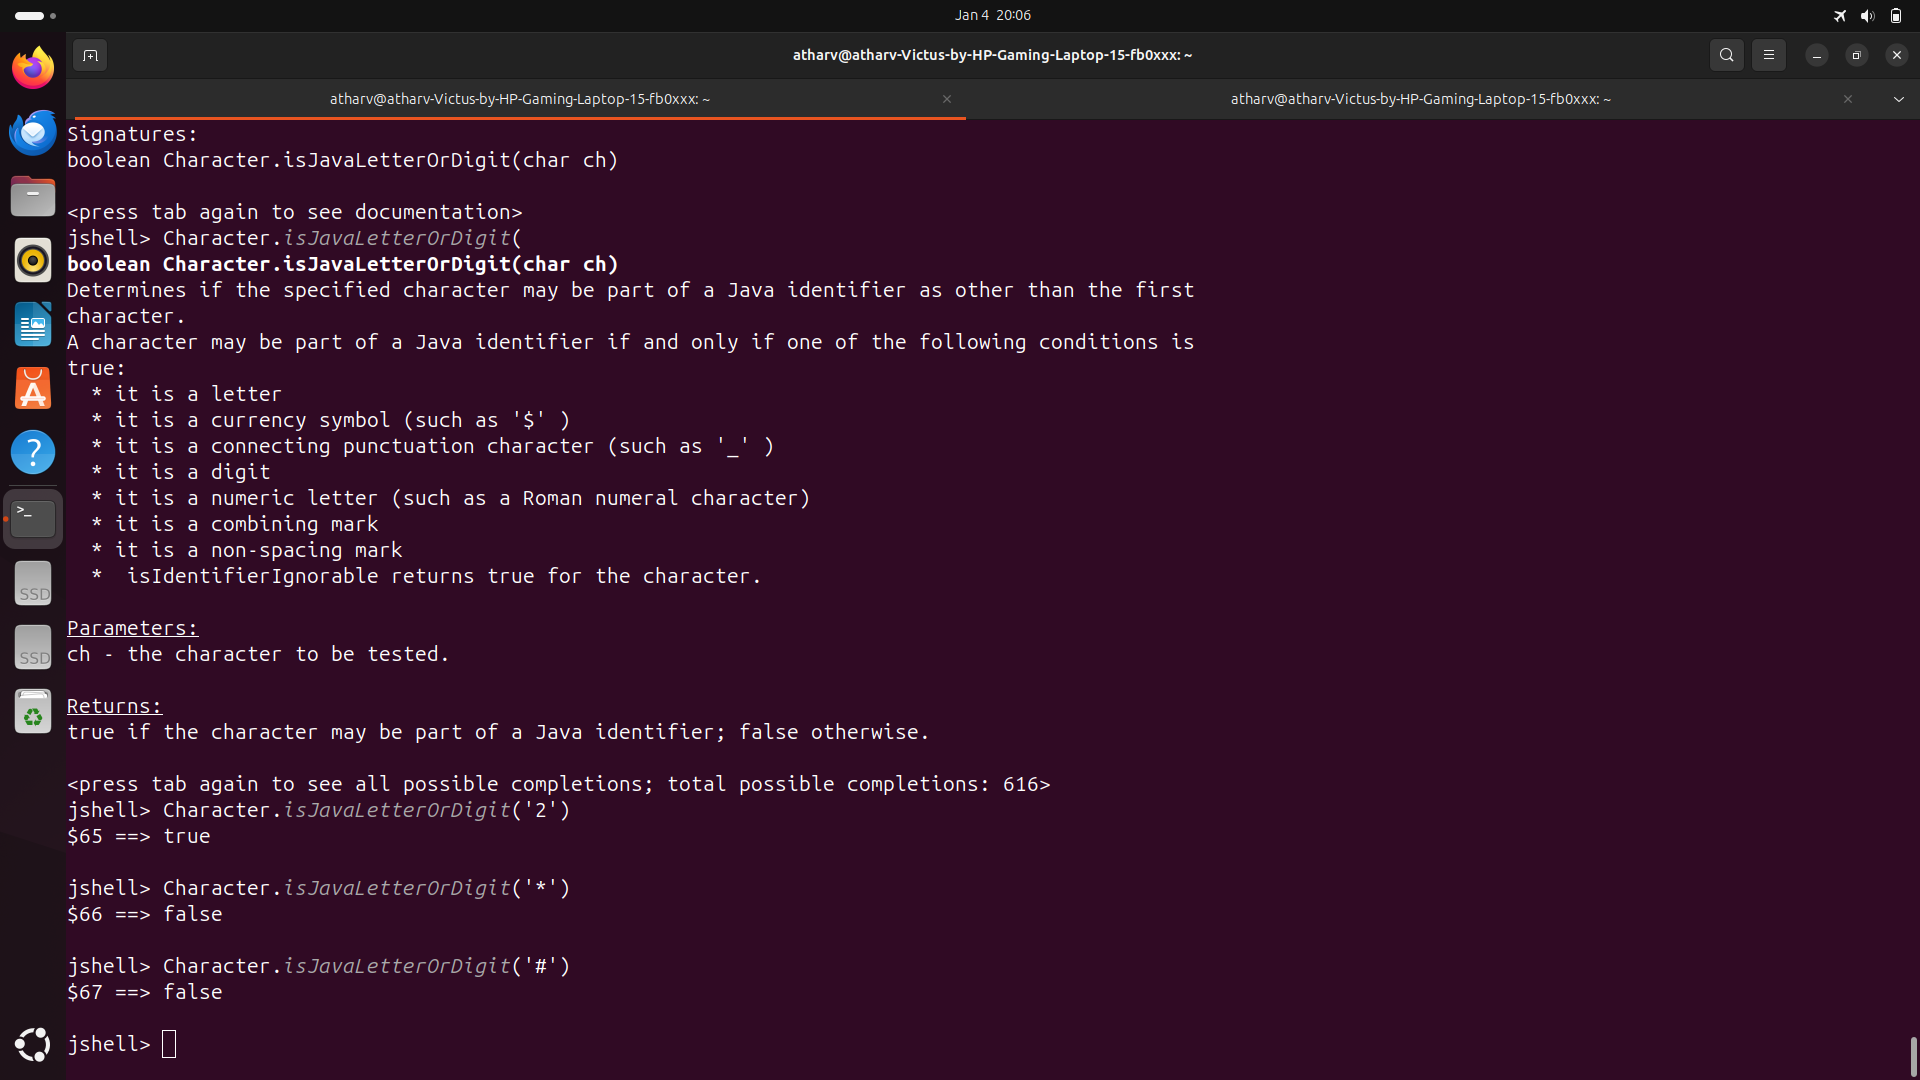 Jan 4 20:06
atharv@atharv-Victus-by-HP-Gaming-Laptop-15-fb0xxx: ~
atharv@atharv-Victus-by-HP-Gaming-Laptop-15-fb0xxx: ~
atharv@atharv-Victus-by-HP-Gaming-Laptop-15-fb0xxx: ~
Signatures:
boolean Character.isJavaLetterOrDigit(char ch)
<press tab again to see documentation>
jshell> Character.isJavaLetterOrDigit(
boolean Character.isJavaLetterOrDigit(char ch)
Determines if the specified character may be part of a Java identifier as other than the first
character.
A character may be part of a Java identifier if and only if one of the following conditions is
true:
* it is a letter
* it is a currency symbol (such as '$' )
* it is a connecting punctuation character (such as '_' )
* it is a digit
* it is a numeric letter (such as a Roman numeral character)
* it is a combining mark
* it is a non-spacing mark
*  isIdentifierIgnorable returns true for the character.
Parameters:
ch - the character to be tested.
Returns:
true if the character may be part of a Java identifier; false otherwise.
<press tab again to see all possible completions; total possible completions: 616>
jshell> Character.isJavaLetterOrDigit('2')
$65 ==> true
jshell> Character.isJavaLetterOrDigit('*')
$66 ==> false
jshell> Character.isJavaLetterOrDigit('#')
$67 ==> false
jshell>
SSD
SSD